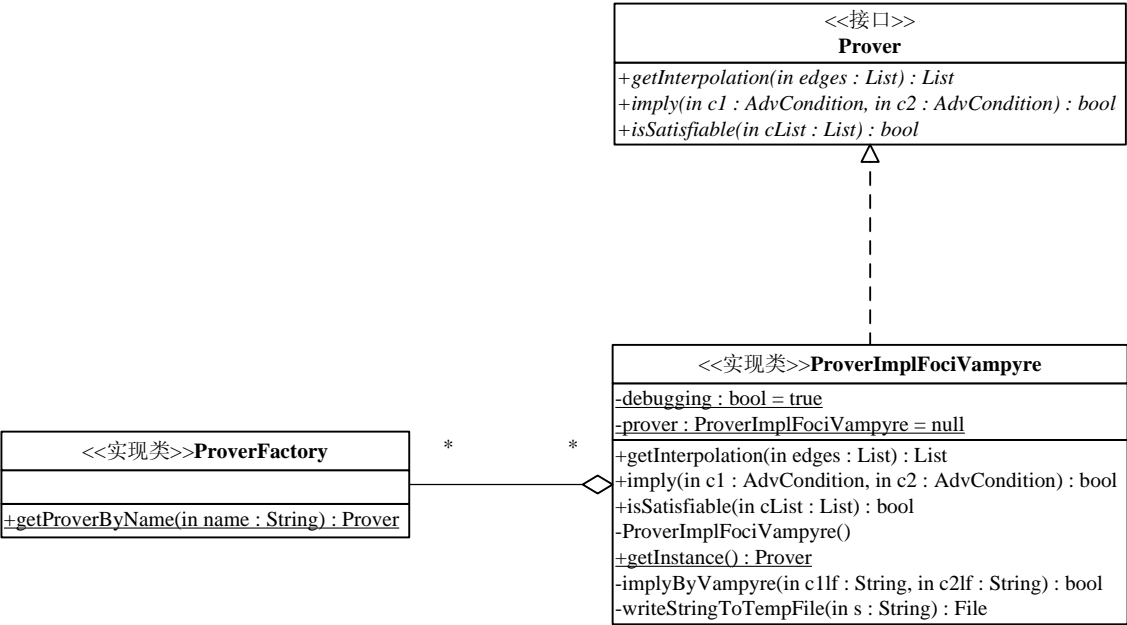 <<接口>>
Prover
+getInterpolation(in edges : List) : List
+imply(in c1 : AdvCondition, in c2 : AdvCondition) : bool
+isSatisfiable(in cList : List) : bool
<<实现类>>ProverImplFociVampyre
-debugging : bool = true
-prover : ProverImplFociVampyre = null
+getInterpolation(in edges : List) : List
+imply(in c1 : AdvCondition, in c2 : AdvCondition) : bool
+isSatisfiable(in cList : List) : bool
-ProverImplFociVampyre()
+getInstance() : Prover
-implyByVampyre(in c1lf : String, in c2lf : String) : bool
-writeStringToTempFile(in s : String) : File
<<实现类>>ProverFactory
+getProverByName(in name : String) : Prover
*
*